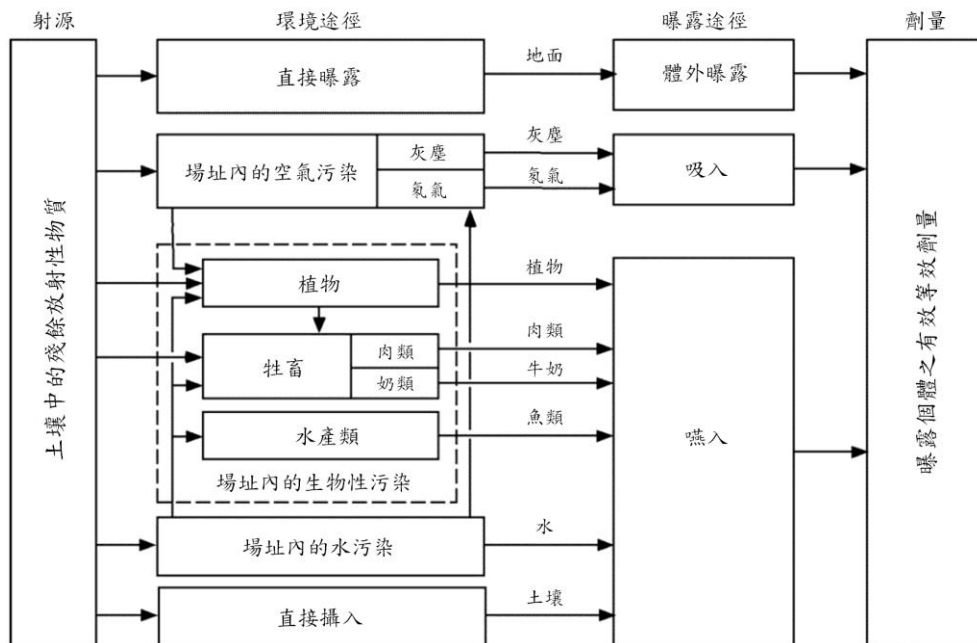 射源
環境途徑
曝露途徑
劑量
土壤中的殘餘放射性物質
直接曝露
地面
體外曝露
場址內的空氣污染
灰塵
氡氣
灰塵
氡氣
吸入
植物
植物
牲畜
肉類
奶類
肉類
牛奶
水產類
魚類
場址內的生物性污染
嚥入
場址內的水污染
水
直接攝入
土壤
曝露個體之有效等效劑量